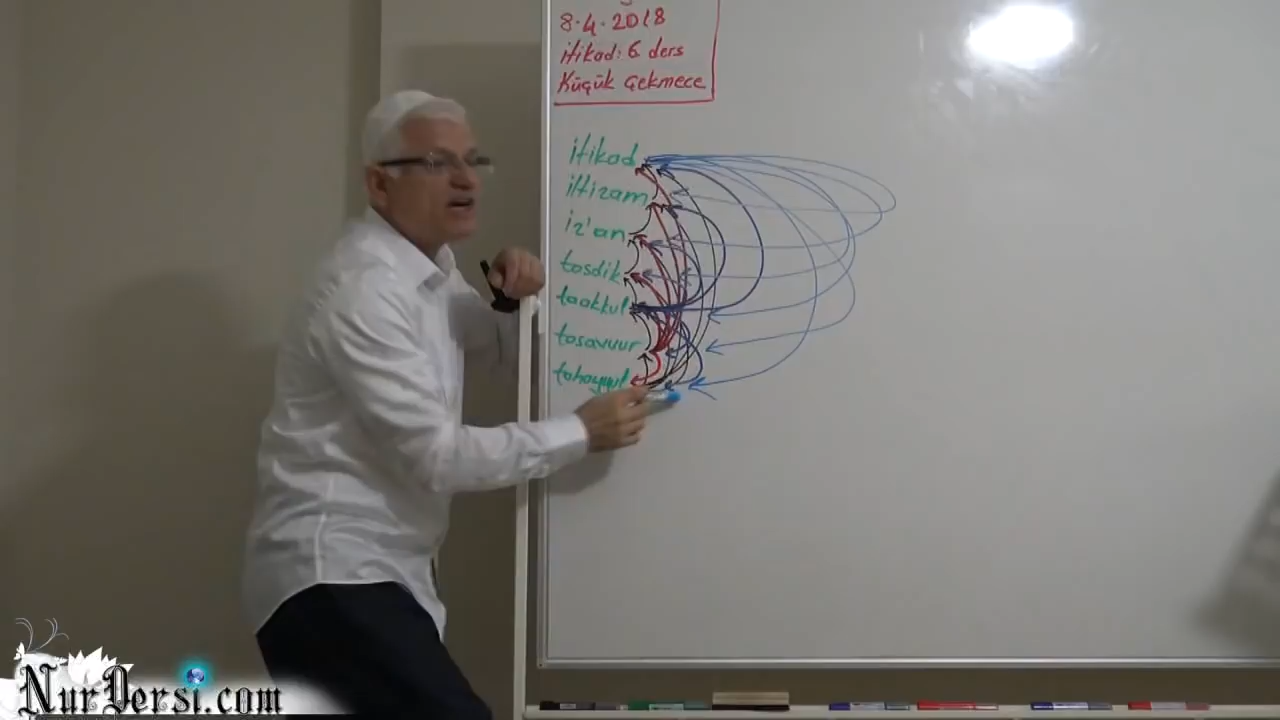 8.4.2018
itikad: 6. ders
Küçük Çekmece
itikad
iltizam
iz'an
tasdik
taakkul
tasavvur
tahayyül
NurDersi.com